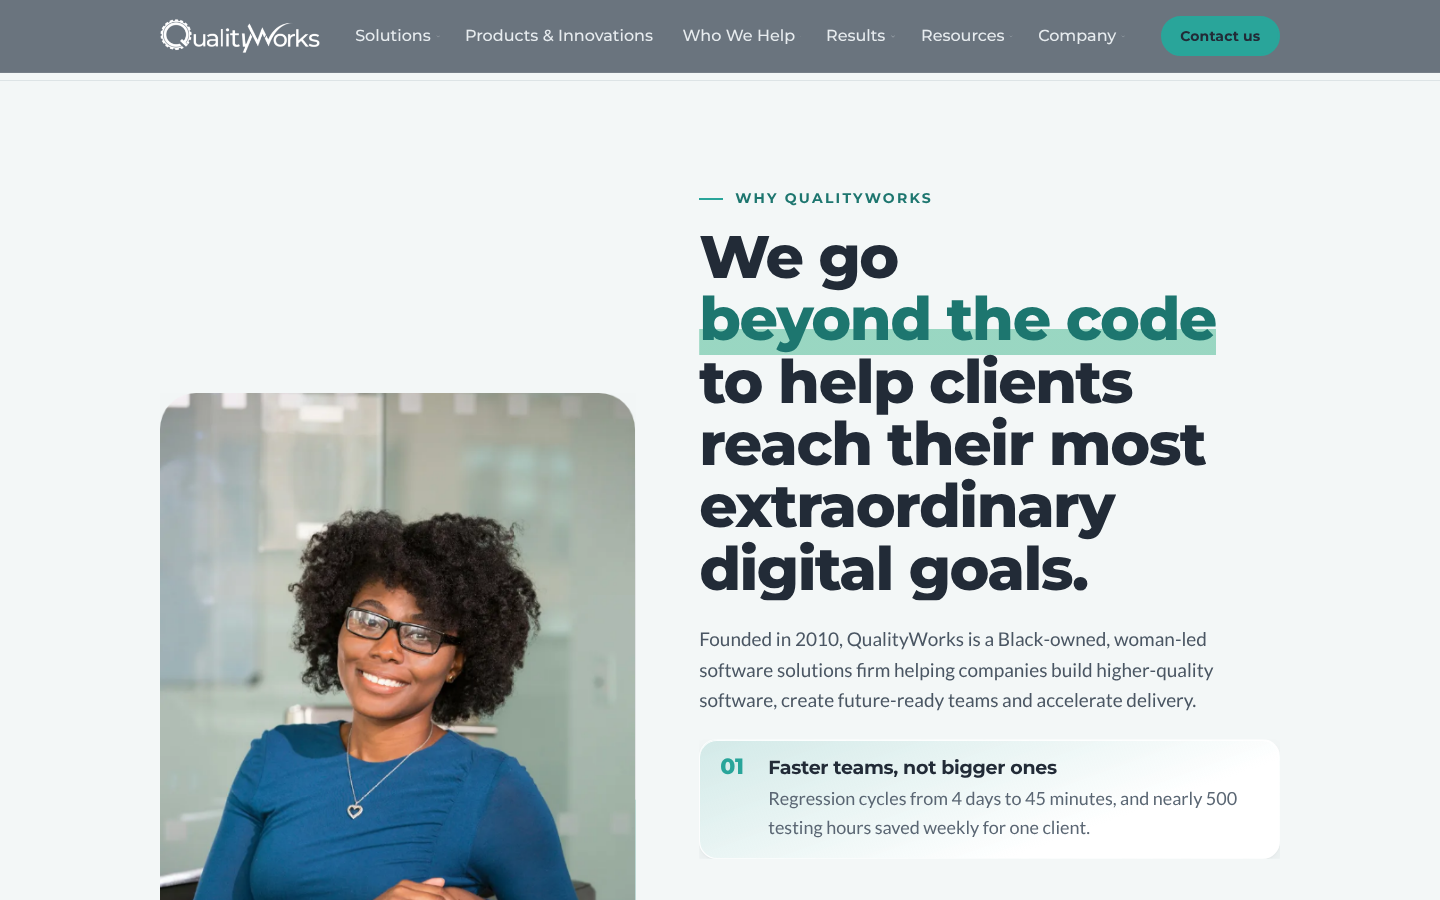 QualityWorks
Solutions
Products & Innovations
Who We Help
Results
Resources
Company
Contact us
WHY QUALITYWORKS
We go
beyond the code
to help clients
reach their most
extraordinary
digital goals.
Founded in 2010, QualityWorks is a Black-owned, woman-led
software solutions firm helping companies build higher-quality
software, create future-ready teams and accelerate delivery.
01 Faster teams, not bigger ones
Regression cycles from 4 days to 45 minutes, and nearly 500
testing hours saved weekly for one client.